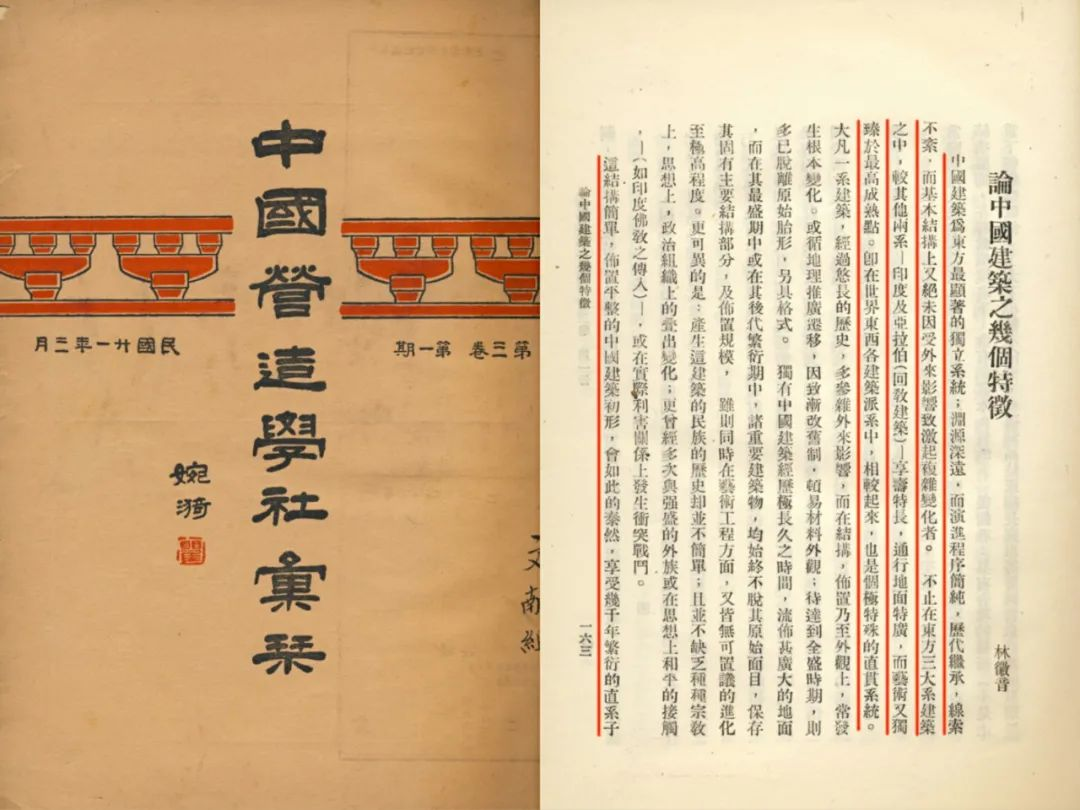 中國營造學社彙栞
第三卷 第一期
民國廿一年三月
婉漪
論中國建築之幾個特徵
林徽音
中國建築爲東方最顯著的獨立系統;淵源深遠,而演進程序簡純,歷代繼承,線索
不紊,而基本結搆上又絕未因受外來影響致激起複雜變化者。 不止在東方三大系建築
之中,較其他兩系—印度及亞拉伯(回敎建築)—享壽特長,通行地面特廣,而藝術又獨
臻於最高成熟點。卽在世界東西各建築派系中,相較起來,也是個極特殊的直貫系統。
大凡一系建築,經過悠長的歷史,多參雜外來影響,而在結搆,佈置乃至外觀上,常發
生根本變化。或循地理推廣遷移,因致漸改舊制,頓易材料外觀;待達到全盛時期,則
多已脫離原始胎形,另具格式。 獨有中國建築經歷極長久之時間,流佈甚廣大的地面
,而在其最盛期中或在其後代繁衍期中,諸重要建築物,均始終不脫其原始面目,保存
其固有主要結搆部分,及佈置規模, 雖則同時在藝術工程方面,又皆無可置議的進化
至極高程度。更可異的是:產生這建築的民族的歷史却並不簡單;且並不缺乏種種宗敎
上,思想上,政治組織上的疊出變化;更曾經多次與强盛的外族或在思想上和平的接觸
,—(如印度佛敎之傳入)—,或在實際利害關係上發生衝突戰鬥。
這結搆簡單,佈置平整的中國建築初形,會如此的泰然,享受幾千年繁衍的直系子
論中國建築之幾個特徵
一六三